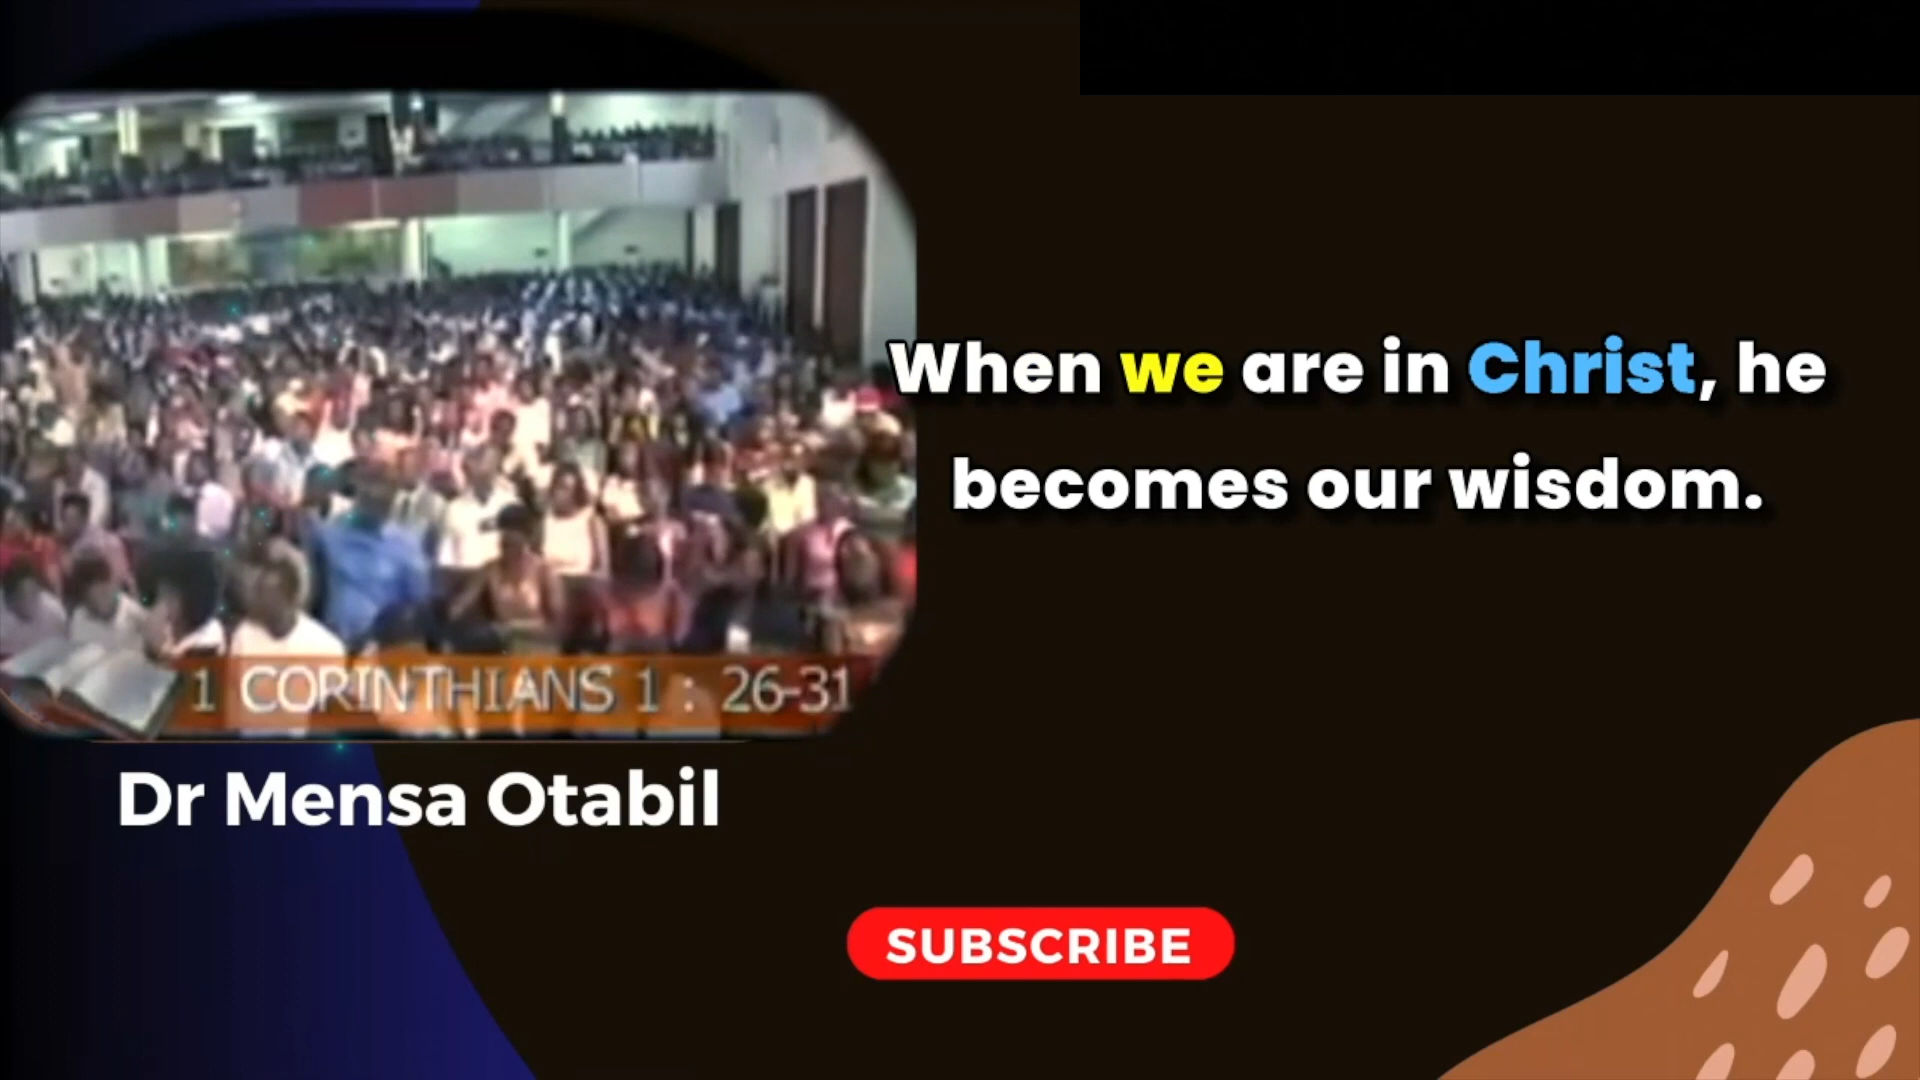 When we are in Christ, he
becomes our wisdom.
1 CORINTHIANS 1 : 26-31
Dr Mensa Otabil
SUBSCRIBE